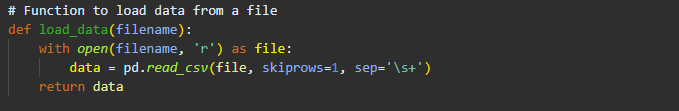 # Function to load data from a file
def load_data(filename):
    with open(filename, 'r') as file:
        data = pd.read_csv(file, skiprows=1, sep='\s+')
    return data